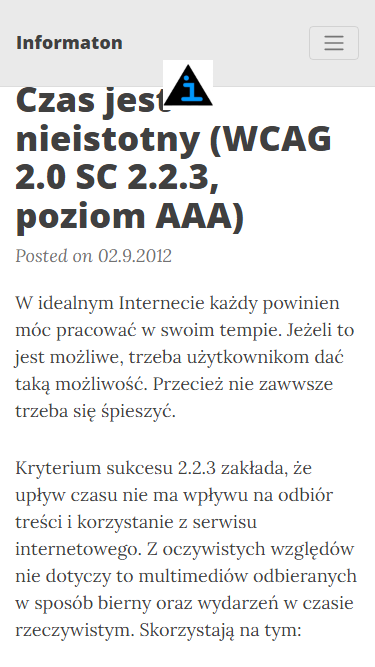 Informaton
Czas jest
nieistotny (WCAG
2.0 SC 2.2.3,
poziom AAA)
Posted on 02.9.2012
W idealnym Internecie każdy powinien
móc pracować w swoim tempie. Jeżeli to
jest możliwe, trzeba użytkownikom dać
taką możliwość. Przecież nie zawwsze
trzeba się śpieszyć.
Kryterium sukcesu 2.2.3 zakłada, że
upływ czasu nie ma wpływu na odbiór
treści i korzystanie z serwisu
internetowego. Z oczywistych względów
nie dotyczy to multimediów odbieranych
w sposób bierny oraz wydarzeń w czasie
rzeczywistym. Skorzystają na tym: